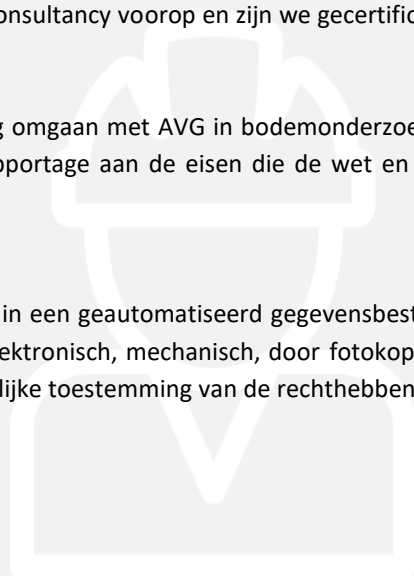 onsultancy voorop en zijn we gecertific
g omgaan met AVG in bodemonderzoe
pportage aan de eisen die de wet en
in een geautomatiseerd gegevensbest
ektronisch, mechanisch, door fotokop
lijke toestemming van de rechthebben